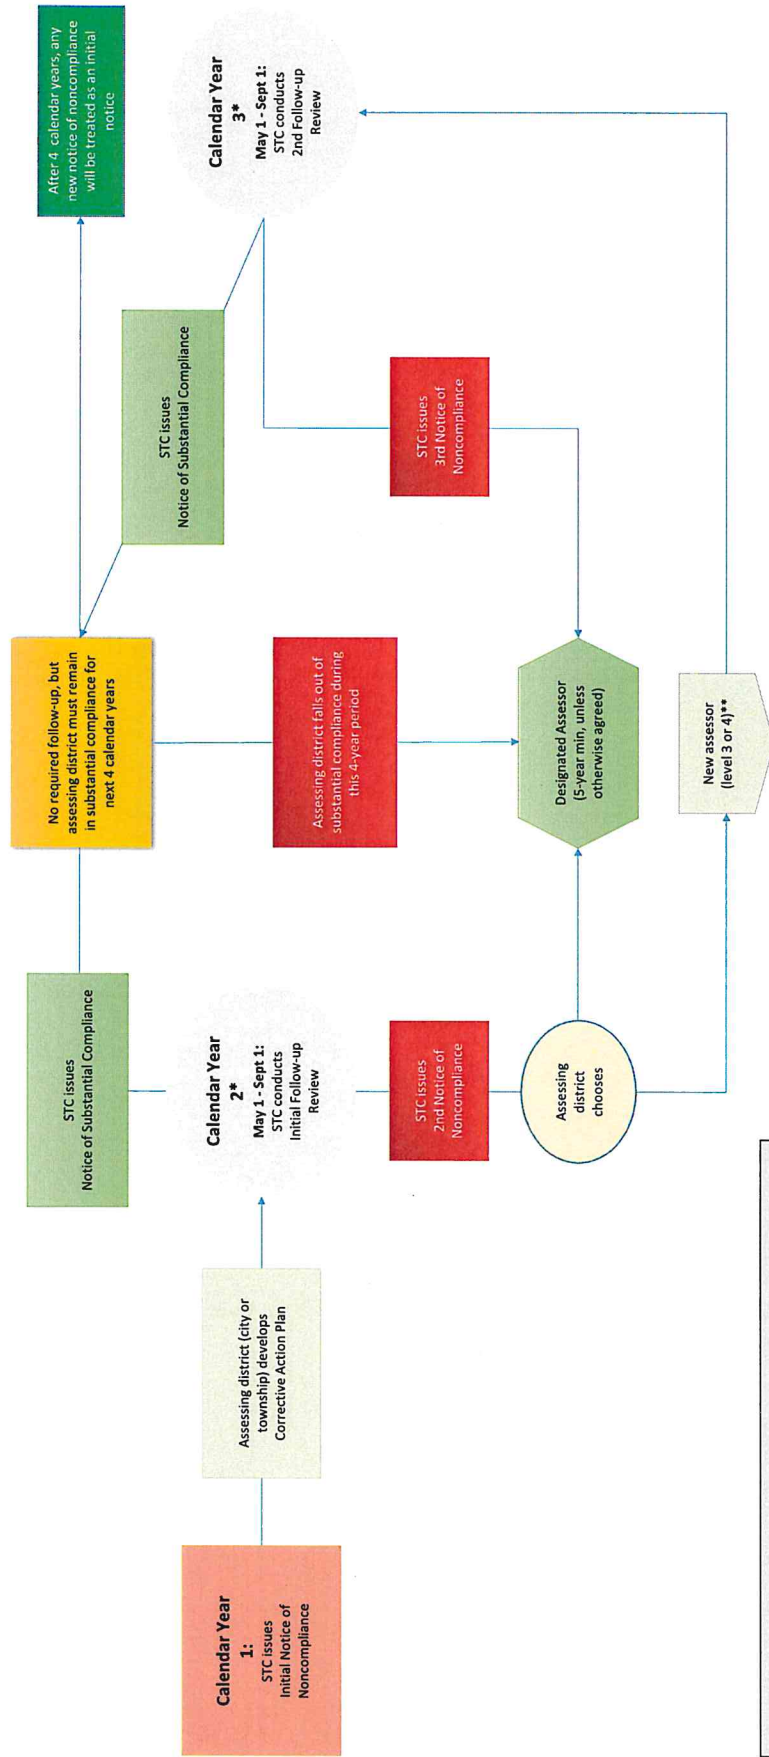 Calendar Year
1:
STC issues
Initial Notice of
Noncompliance
Assessing district (city or
township) develops
Corrective Action Plan
STC issues
Notice of Substantial Compliance
Calendar Year
2*
May 1 - Sept 1:
STC conducts
Initial Follow-up
Review
STC issues
2nd Notice of
Noncompliance
Assessing
district
chooses
No required follow-up, but
assessing district must remain
in substantial compliance for
next 4 calendar years
Assessing district falls out of
substantial compliance during
this 4-year period
Designated Assessor
(5-year min, unless
otherwise agreed)
New assessor
(level 3 or 4)**
STC issues
Notice of Substantial Compliance
STC issues
3rd Notice of
Noncompliance
After 4 calendar years, any
new notice of noncompliance
will be treated as an initial
notice
Calendar Year
3*
May 1 - Sept 1:
STC conducts
2nd Follow-up
Review